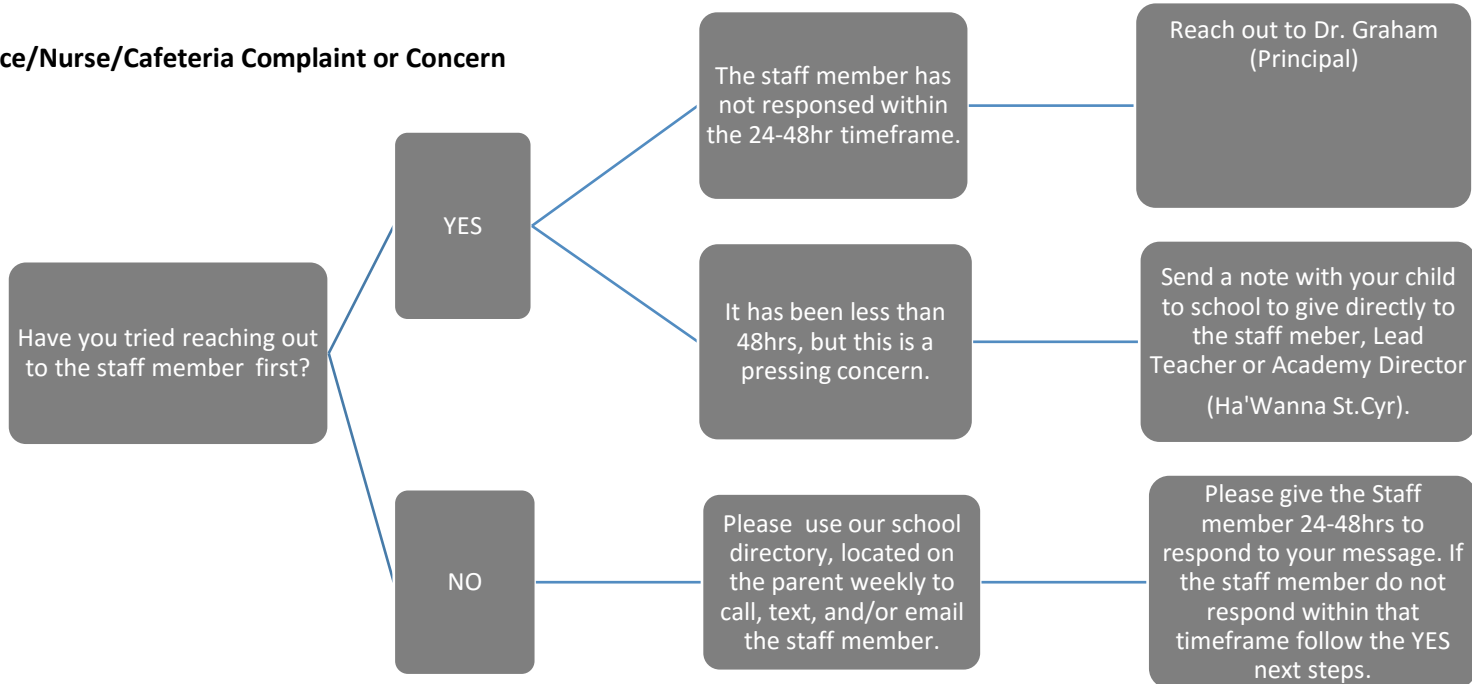 ce/Nurse/Cafeteria Complaint or Concern
Have you tried reaching out
to the staff member first?
YES
The staff member has
not responsed within
the 24-48hr timeframe.
Reach out to Dr. Graham
(Principal)
It has been less than
48hrs, but this is a
pressing concern.
Send a note with your child
to school to give directly to
the staff meber, Lead
Teacher or Academy Director
(Ha'Wanna St.Cyr).
NO
Please use our school
directory, located on
the parent weekly to
call, text, and/or email
the staff member.
Please give the Staff
member 24-48hrs to
respond to your message. If
the staff member do not
respond within that
timeframe follow the YES
next steps.